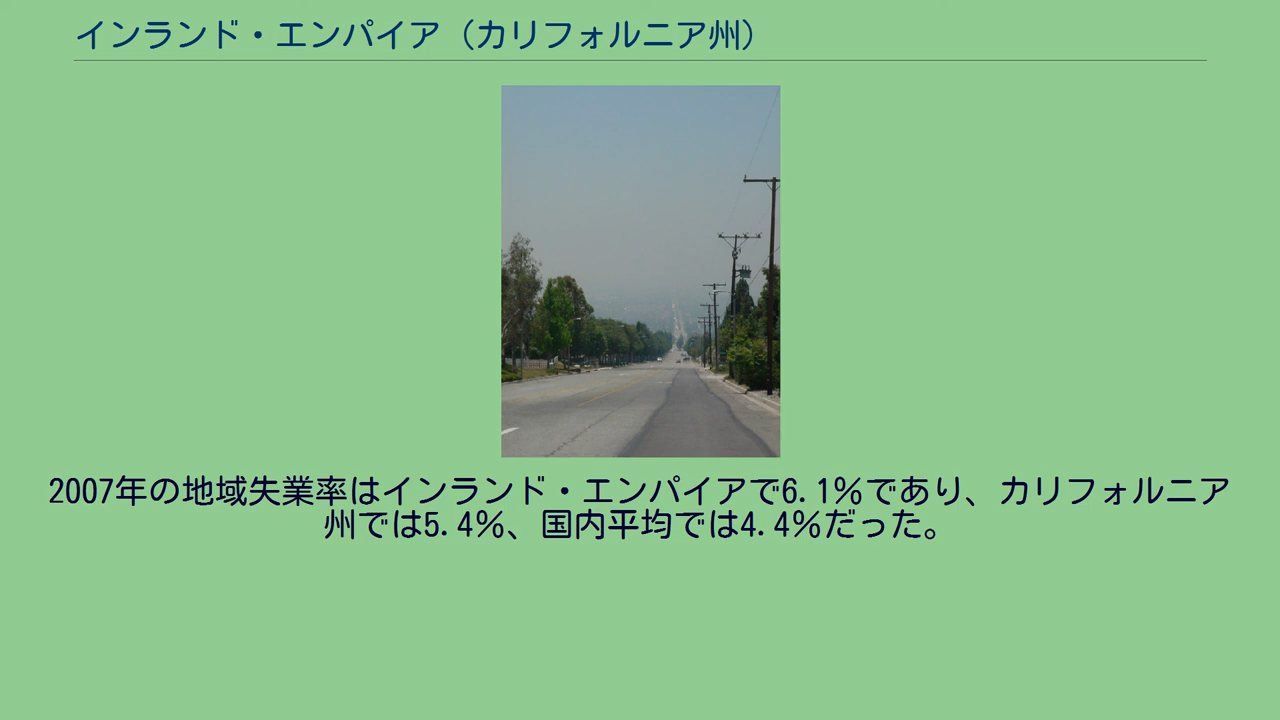 インランド・エンパイア（カリフォルニア州）
2007年の地域失業率はインランド・エンパイアで6.1%であり、カリフォルニア
州では5.4%、国内平均では4.4%だった。